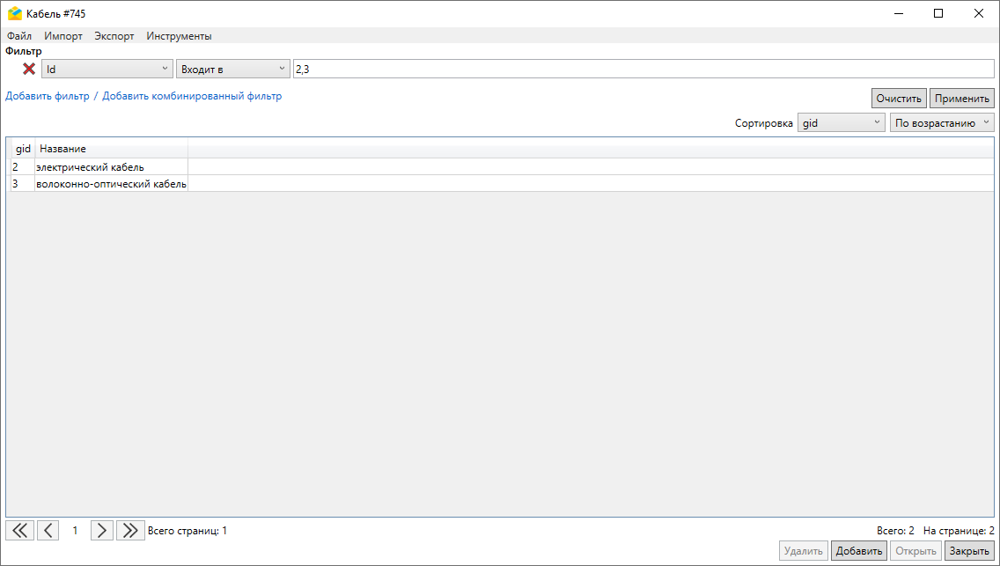 Кабель #745
Файл Импорт Экспорт Инструменты
Фильтр
Id Входит в 2,3
Добавить фильтр / Добавить комбинированный фильтр
Очистить Применить
Сортировка gid По возрастанию
gid Название
2 электрический кабель
3 волоконно-оптический кабель
1 Всего страниц: 1 Всего: 2 На странице: 2
Удалить Добавить Открыть Закрыть